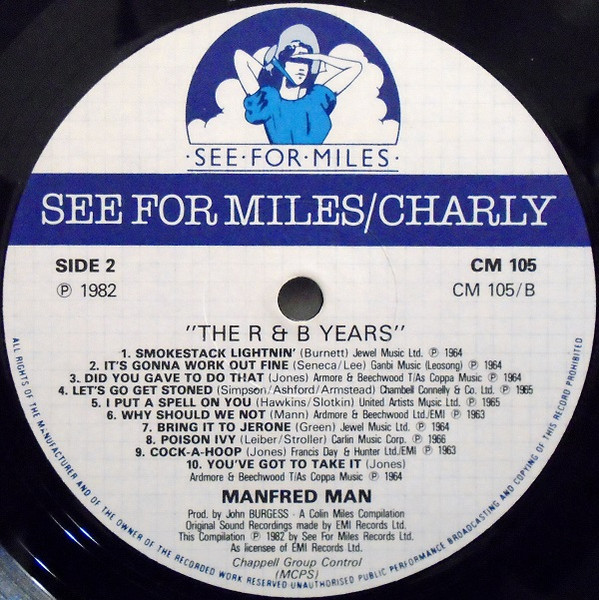 ·SEE·FOR·MILES·
SEE FOR MILES/CHARLY
SIDE 2
℗ 1982
CM 105
CM 105/B
"THE R & B YEARS"
1. SMOKESTACK LIGHTNIN' (Burnett) Jewel Music Ltd. ℗ 1964
2. IT'S GONNA WORK OUT FINE (Seneca/Lee) Ganbi Music (Leosong) ℗ 1964
3. DID YOU GAVE TO DO THAT (Jones) Armore & Beechwood T/As Coppa Music ℗ 1964
4. LET'S GO GET STONED (Simpson/Ashford/Armstead) Chambell Connelly & Co. Ltd. ℗ 1965
5. I PUT A SPELL ON YOU (Hawkins/Slotkin) United Artists Myusic Ltd ℗ 1965
6. WHY SHOULD WE NOT (Mann) Ardmore & Beechwood Ltd/EMI ℗ 1963
7. BRING IT TO JERONE (Green) Jewel Music Ltd. ℗ 1964
8. POISON IVY (Leiber/Stroller) Carlin Music Corp. ℗ 1966
9. COCK-A-HOOP (Jones) Francis Day & Hunter Ltd./EMI ℗ 1963
10. YOU'VE GOT TO TAKE IT (Jones)
Ardmore & Beechwood T/As Coppa Music ℗ 1964
MANFRED MAN
Prod. by John BURGESS - A Colin Miles Compilation
Original Sound Recordings made by EMI Records Ltd.
This Compilation ℗ 1982 by See For Miles Records Ltd.
As licensee of EMI Records Ltd.
Chappell Group Control
(MCPS)
ALL RIGHTS OF THE MANUFACTURER AND OF THE OWNER OF THE RECORDED WORK RESERVED UNAUTHORISED PUBLIC PERFORMANCE BROADCASTING AND COPYING OF THIS RECORD PROHIBITED